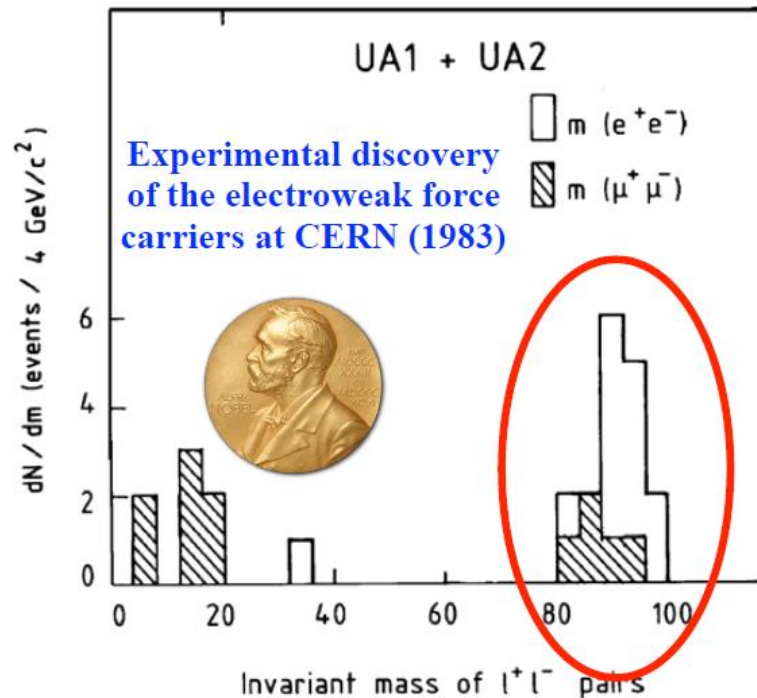 UA1 + UA2
m (e⁺e⁻)
m (μ⁺μ⁻)
Experimental discovery
of the electroweak force
carriers at CERN (1983)
dN/dm (events / 4 GeV/c²)
6
4
2
0
0 20 40 60 80 100
Invariant mass of l⁺l⁻ pairs